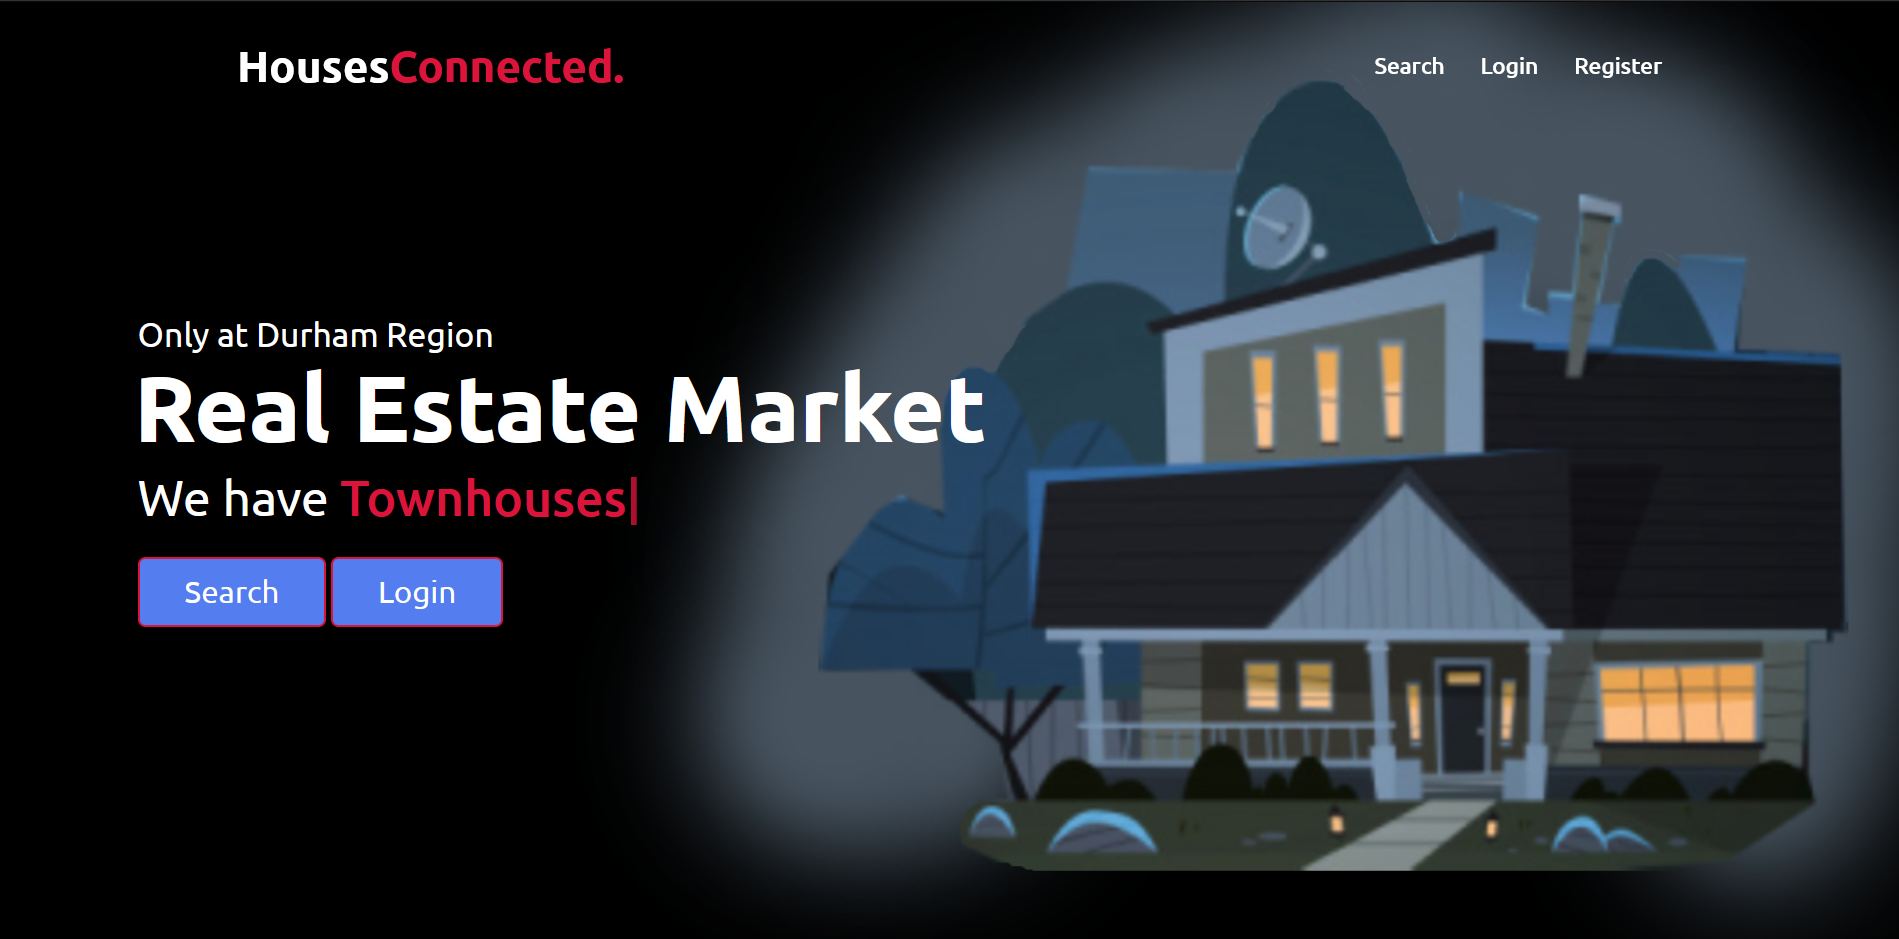 HousesConnected.
Search Login Register
Only at Durham Region
Real Estate Market
We have Townhouses|
Search Login